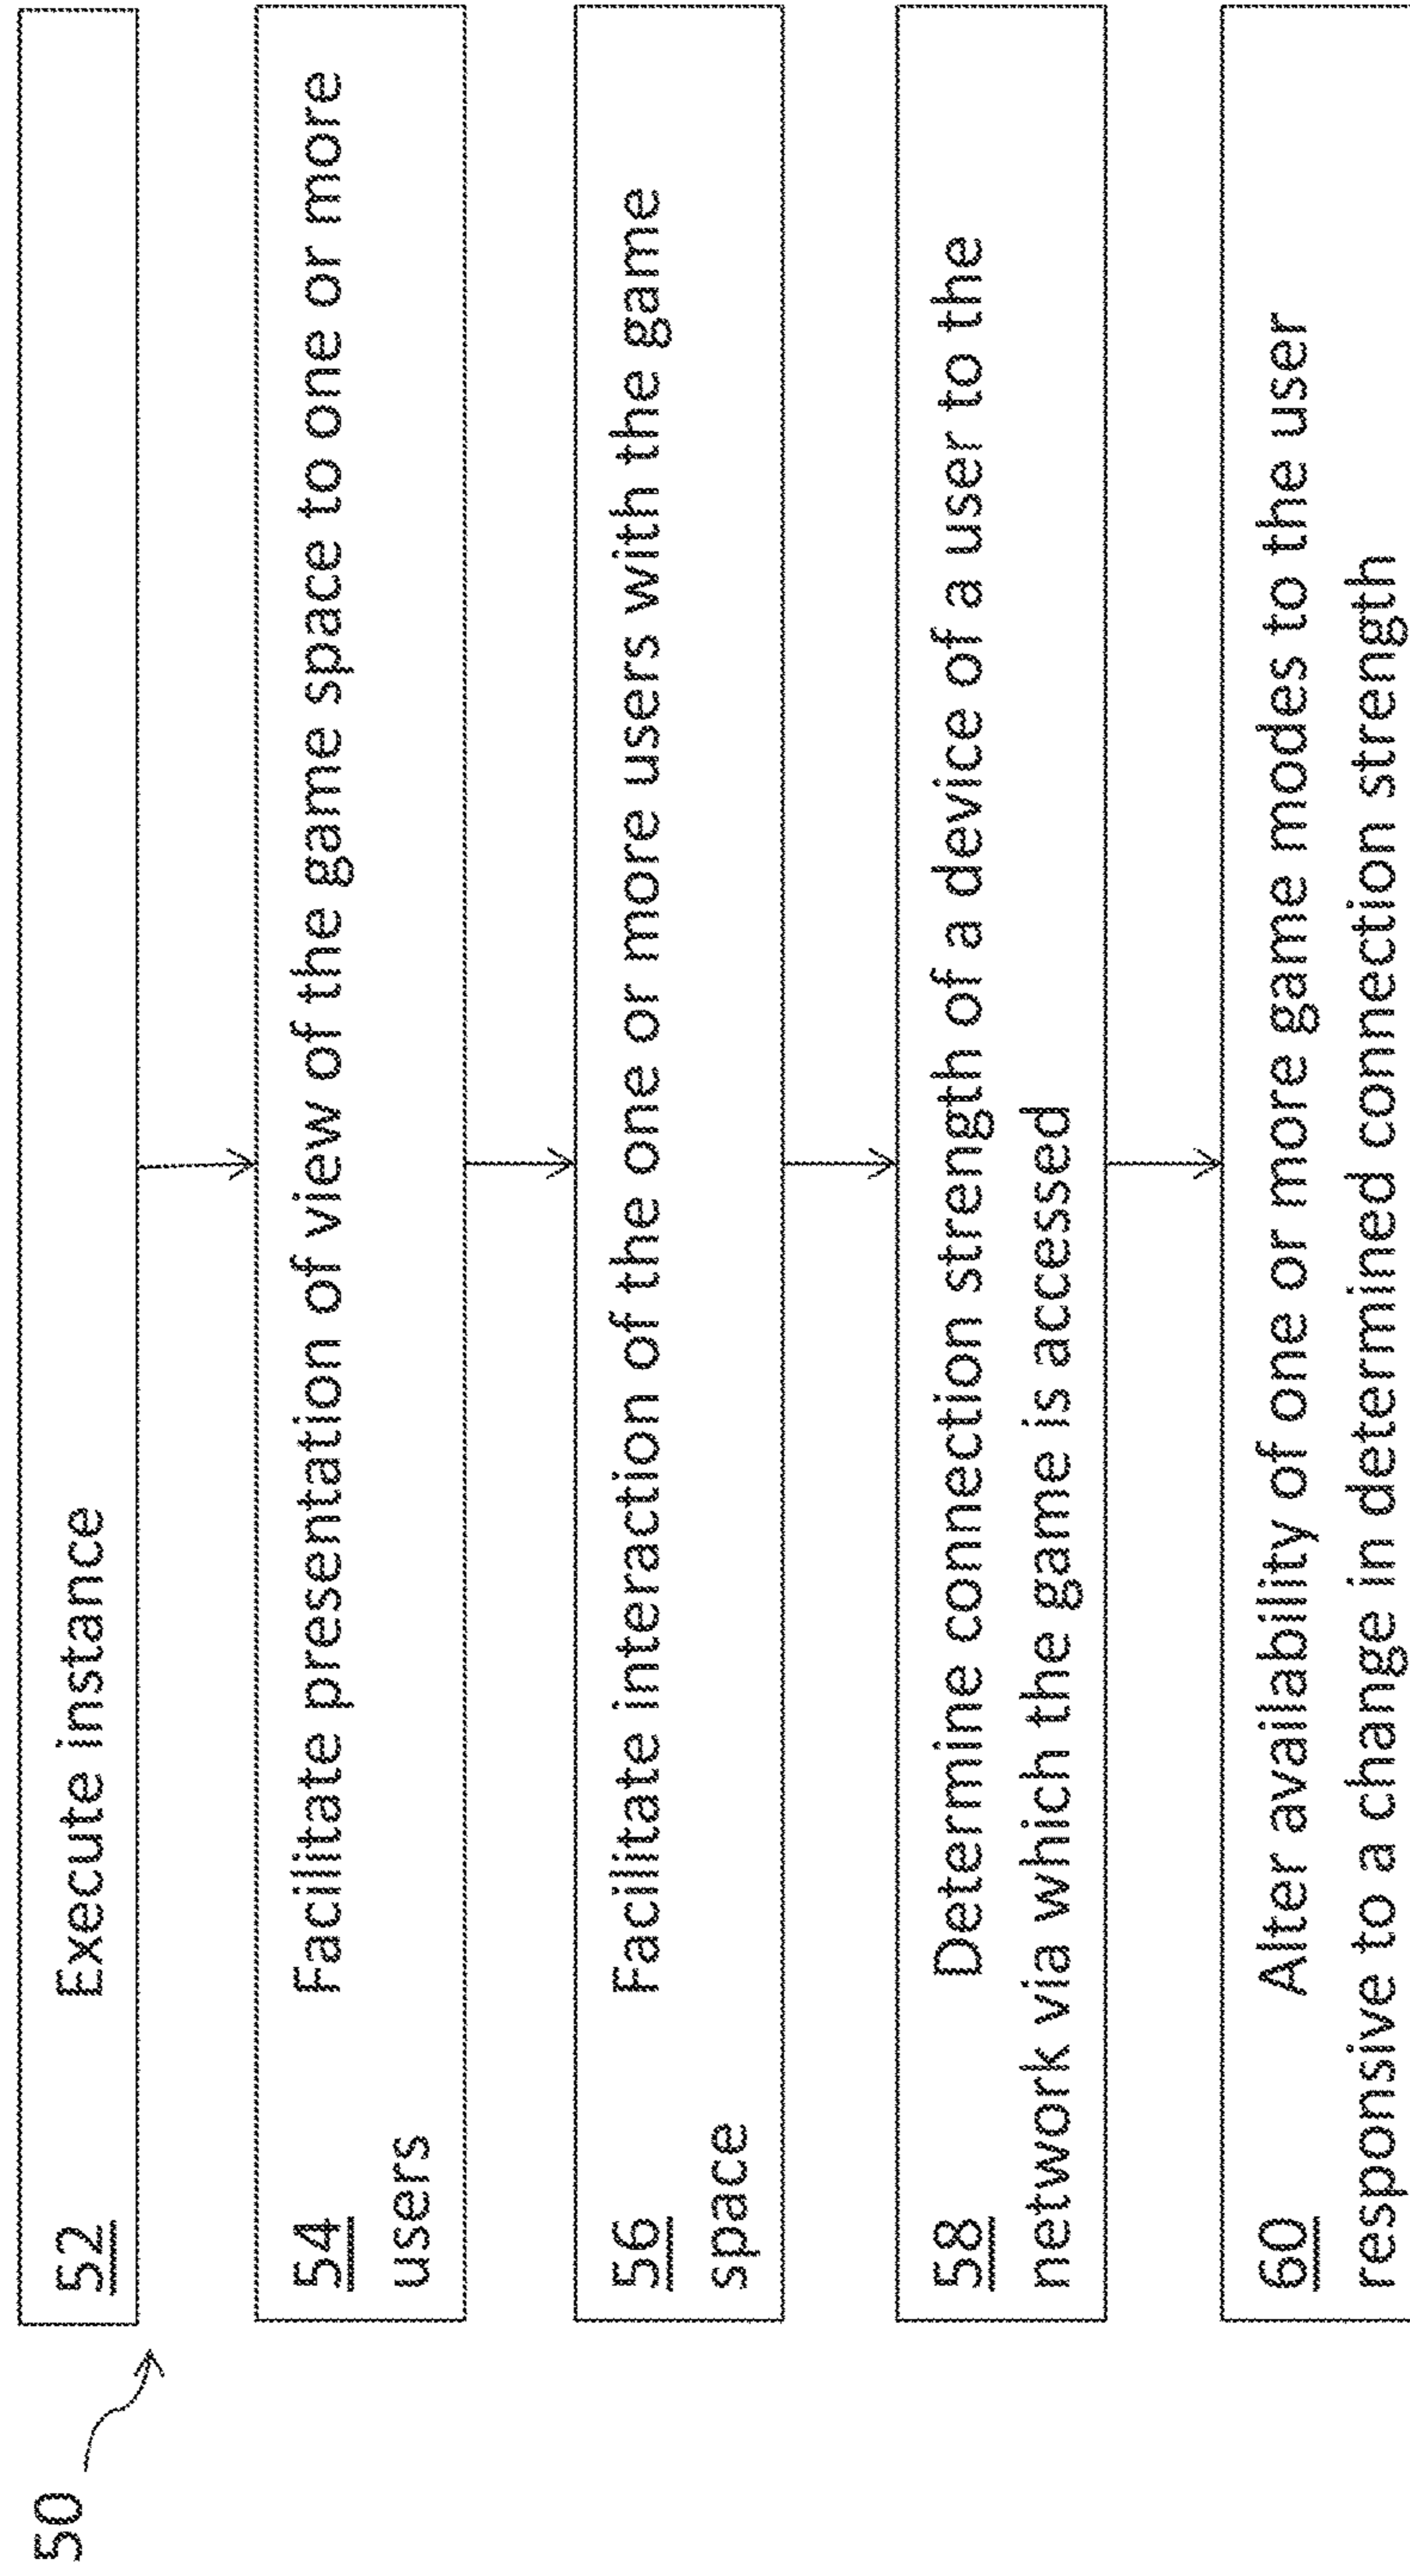 50
52 Execute instance
54 Facilitate presentation of view of the game space to one or more
users
56 Facilitate interaction of the one or more users with the game
space
58 Determine connection strength of a device of a user to the
network via which the game is accessed
60 Alter availability of one or more game modes to the user
responsive to a change in determined connection strength